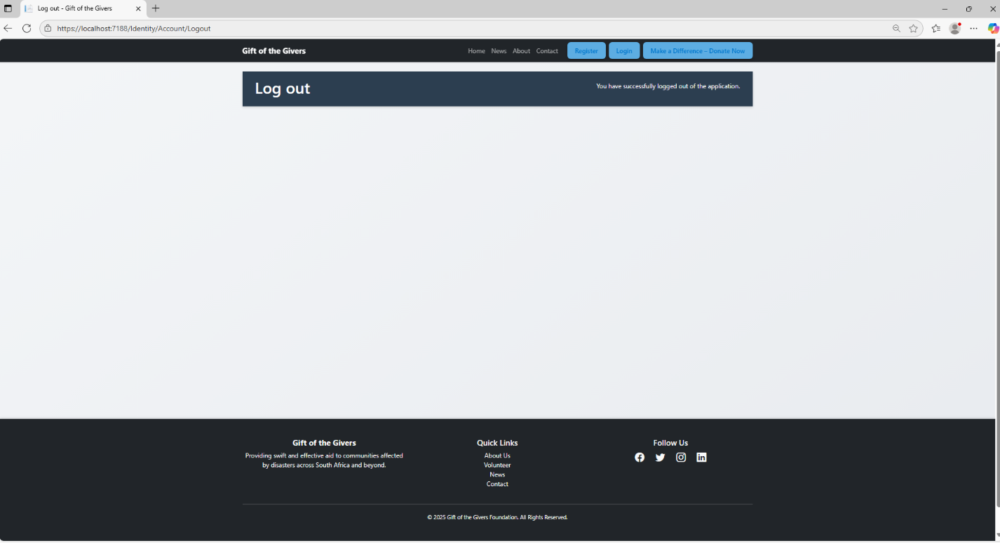 Log out - Gift of the Givers
https://localhost:7188/Identity/Account/Logout
Gift of the Givers
Home
News
About
Contact
Register
Login
Make a Difference – Donate Now
Log out
You have successfully logged out of the application.
Gift of the Givers
Providing swift and effective aid to communities affected
by disasters across South Africa and beyond.
Quick Links
About Us
Volunteer
News
Contact
Follow Us
© 2025 Gift of the Givers Foundation. All Rights Reserved.